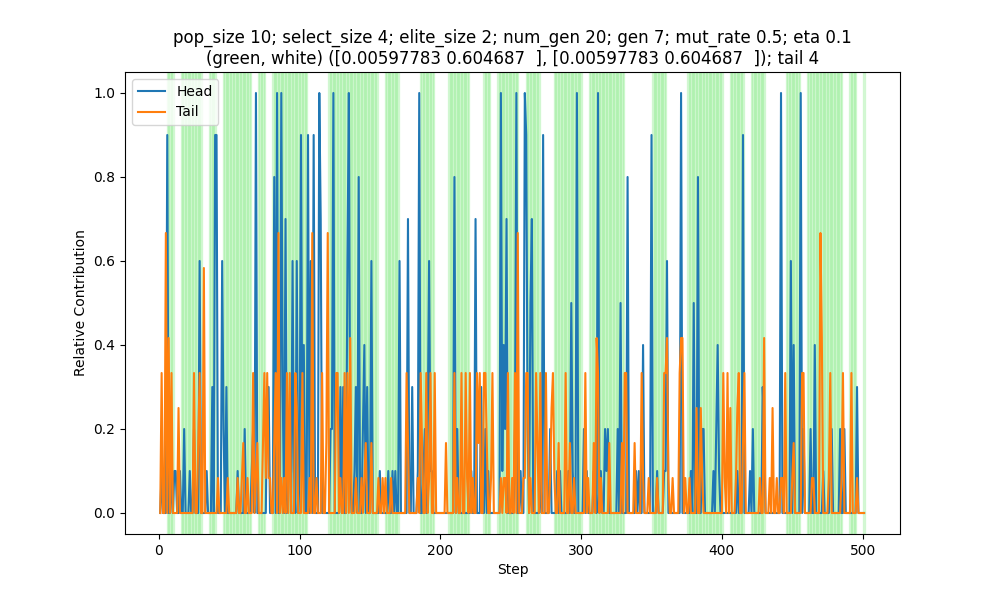 pop_size 10; select_size 4; elite_size 2; num_gen 20; gen 7; mut_rate 0.5; eta 0.1
(green, white) ([0.00597783 0.604687  ], [0.00597783 0.604687  ]); tail 4
Head
Tail
Relative Contribution
1.0
0.8
0.6
0.4
0.2
0.0
0 100 200 300 400 500
Step